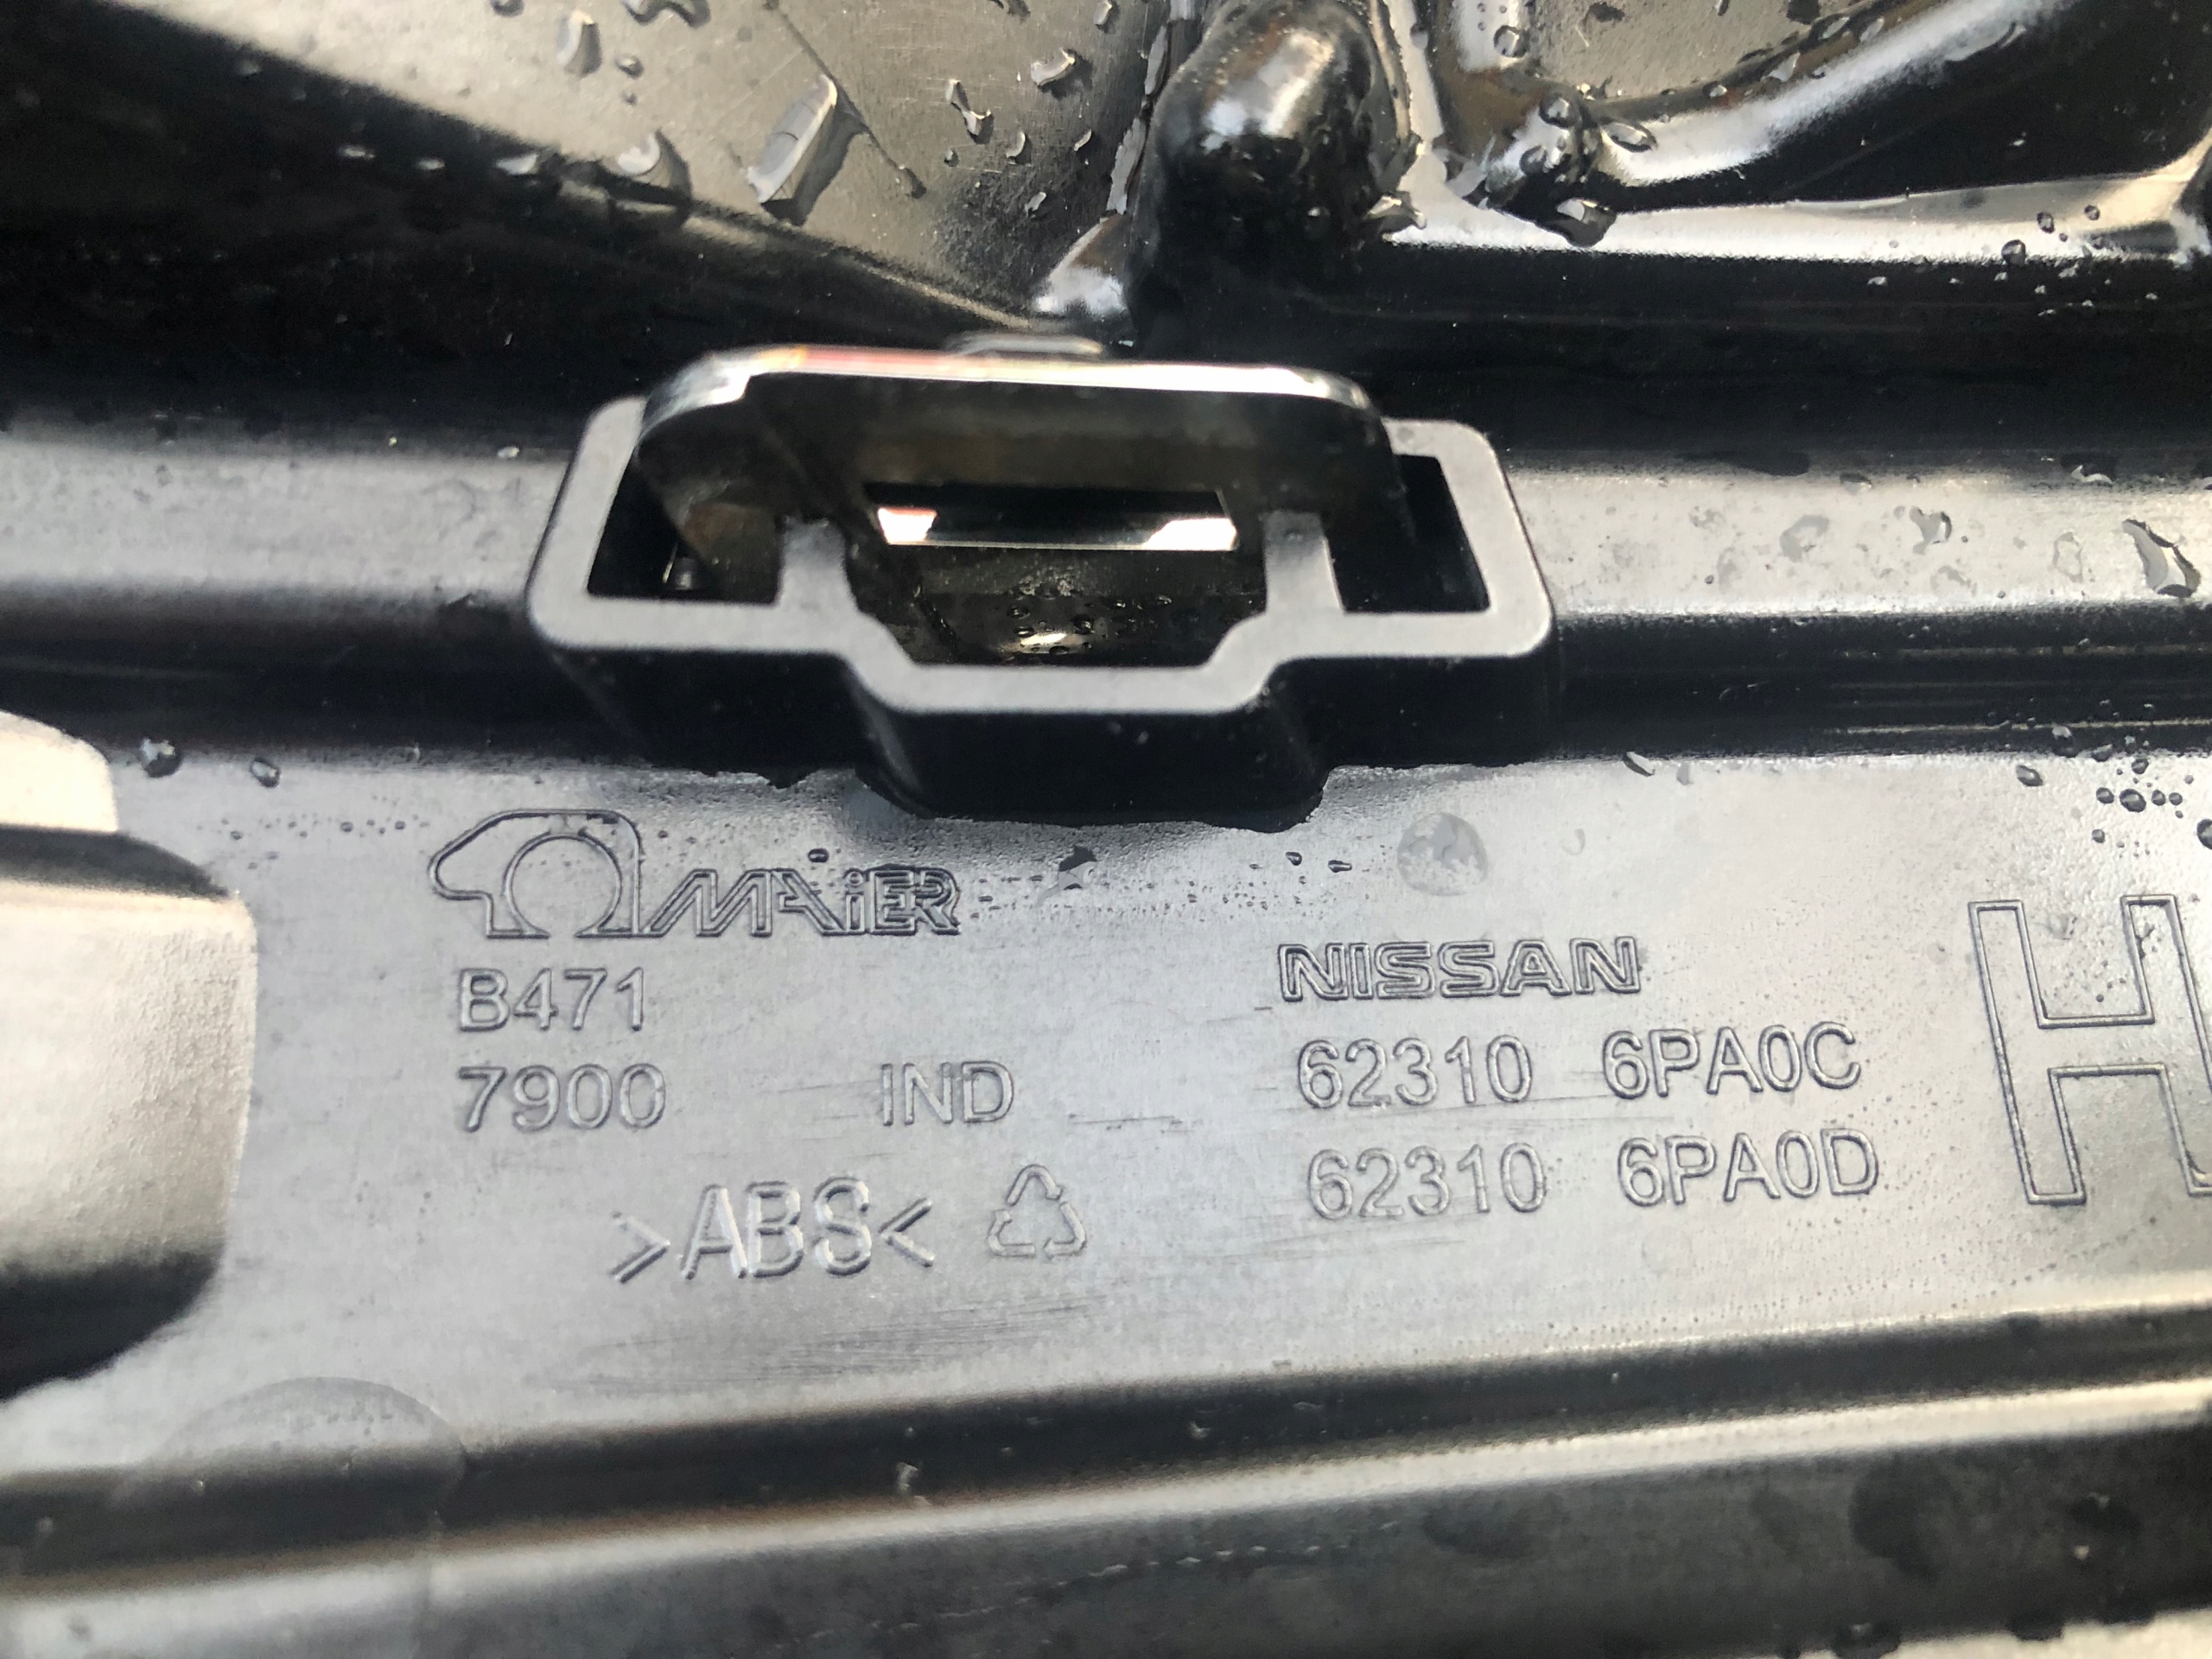 MAiER
B471
7900 IND
>ABS<
NISSAN
62310 6PA0C
62310 6PA0D
H